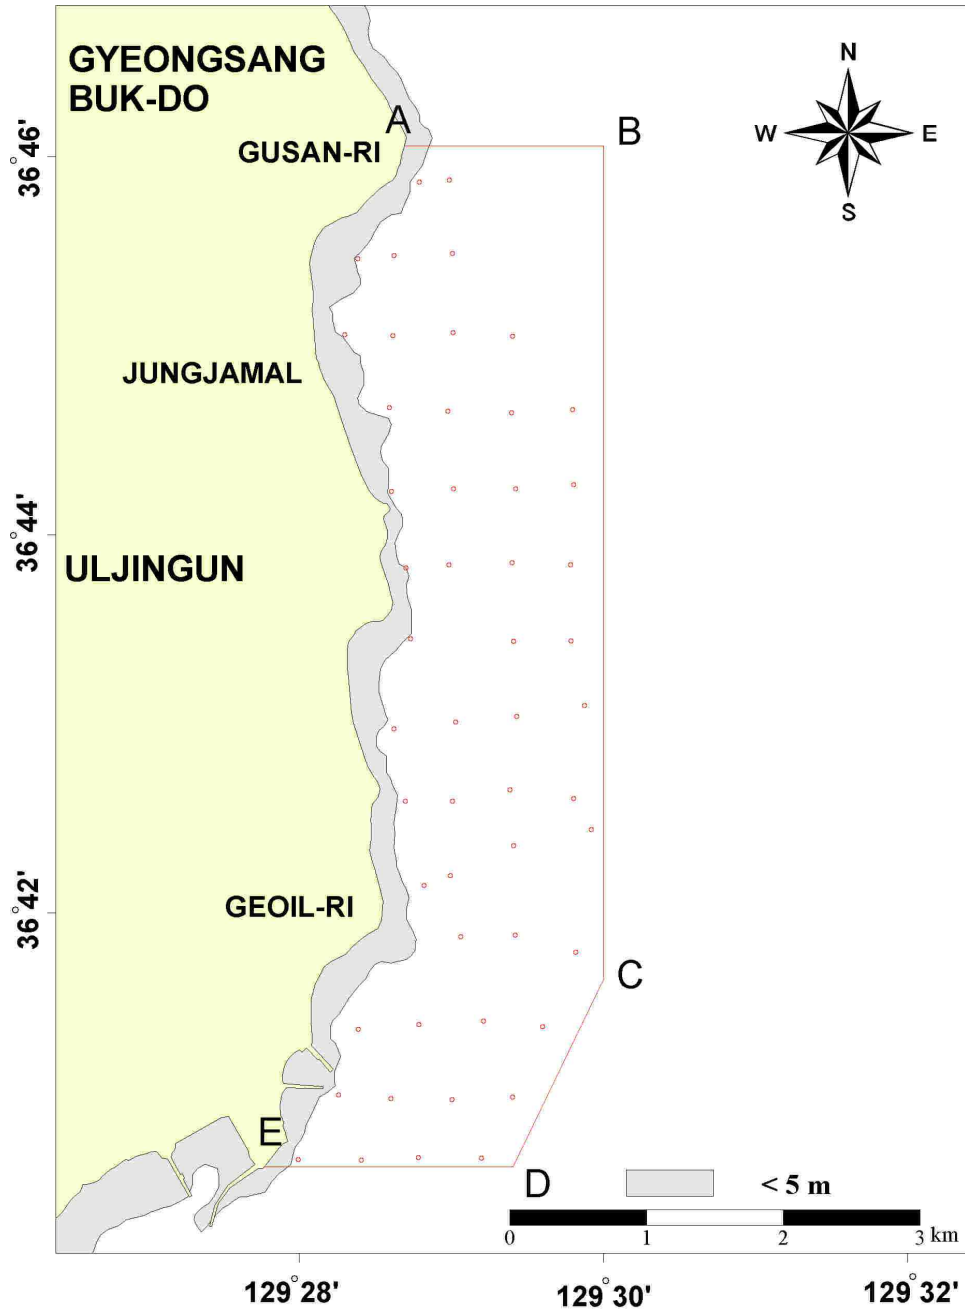 GYEONGSANG
BUK-DO
A
B
GUSAN-RI
N
W
E
S
36°46'
JUNGJAMAL
36°44'
ULJINGUN
36°42'
GEOIL-RI
C
E
D
< 5 m
0 1 2 3 km
129°28' 129°30' 129°32'